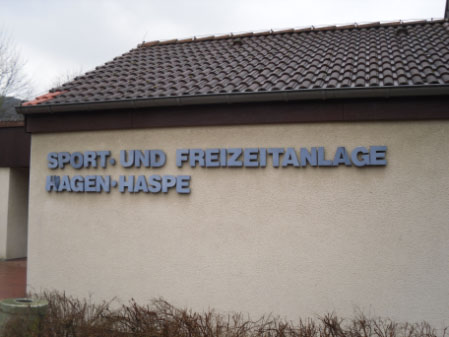 SPORT- UND FREIZEITANLAGE
HAGEN-HASPE